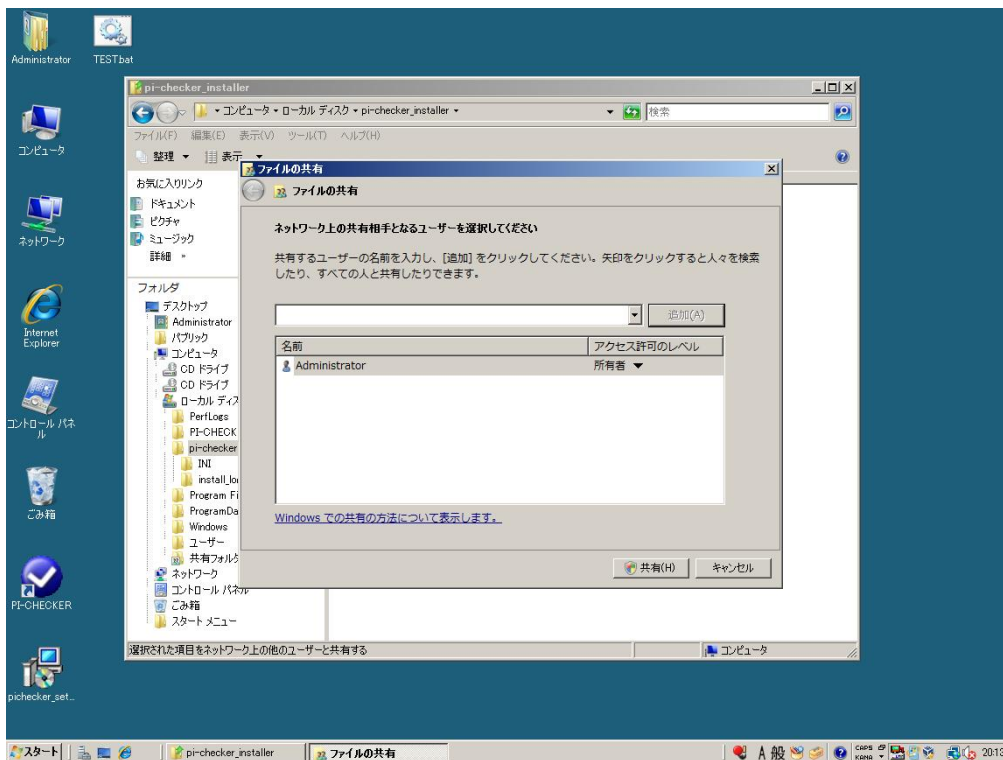 Administrator
TEST.bat
コンピュータ
ネットワーク
Internet
Explorer
コントロール パネ
ル
ごみ箱
PI-CHECKER
pichecker_set...
pi-checker_installer
コンピュータ ローカル ディスク pi-checker_installer
検索
ファイル(F) 編集(E) 表示(V) ツール(T) ヘルプ(H)
整理 表示
お気に入りリンク
ドキュメント
ピクチャ
ミュージック
詳細 »
フォルダ
デスクトップ
Administrator
パブリック
コンピュータ
CD ドライブ
CD ドライブ
ローカル ディス
PerfLogs
PI-CHECK
pi-checker
INI
install_lo
Program Fi
ProgramDa
Windows
ユーザー
共有フォルダ
ネットワーク
コントロール パネル
ごみ箱
スタート メニュー
ファイルの共有
ファイルの共有
ネットワーク上の共有相手となるユーザーを選択してください
共有するユーザーの名前を入力し、[追加] をクリックしてください。矢印をクリックすると人々を検索
したり、すべての人と共有したりできます。
追加(A)
名前 アクセス許可のレベル
Administrator 所有者
Windows での共有の方法について表示します。
共有(H) キャンセル
選択された項目をネットワーク上の他のユーザーと共有する コンピュータ
スタート pi-checker_installer ファイルの共有 A 般 CAPS KANA 20:13